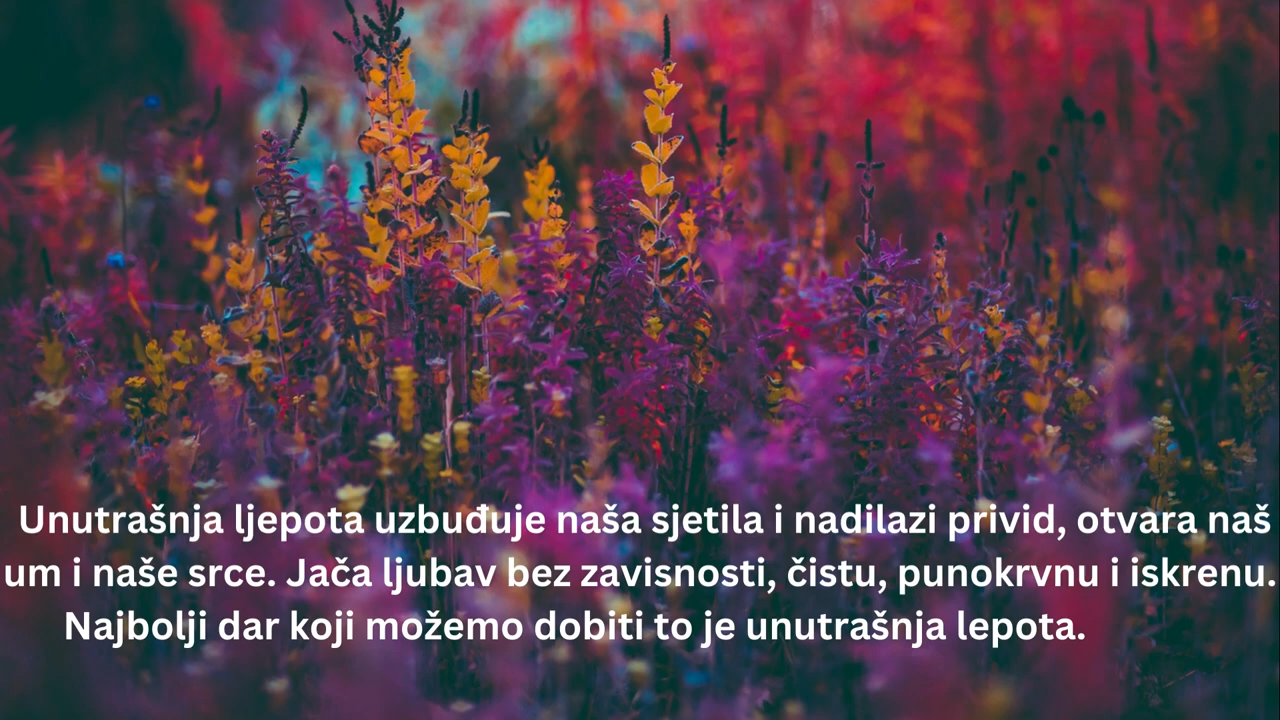 Unutrašnja ljepota uzbuđuje naša sjetila i nadilazi privid, otvara naš
um i naše srce. Jača ljubav bez zavisnosti, čistu, punokrvnu i iskrenu.
Najbolji dar koji možemo dobiti to je unutrašnja lepota.